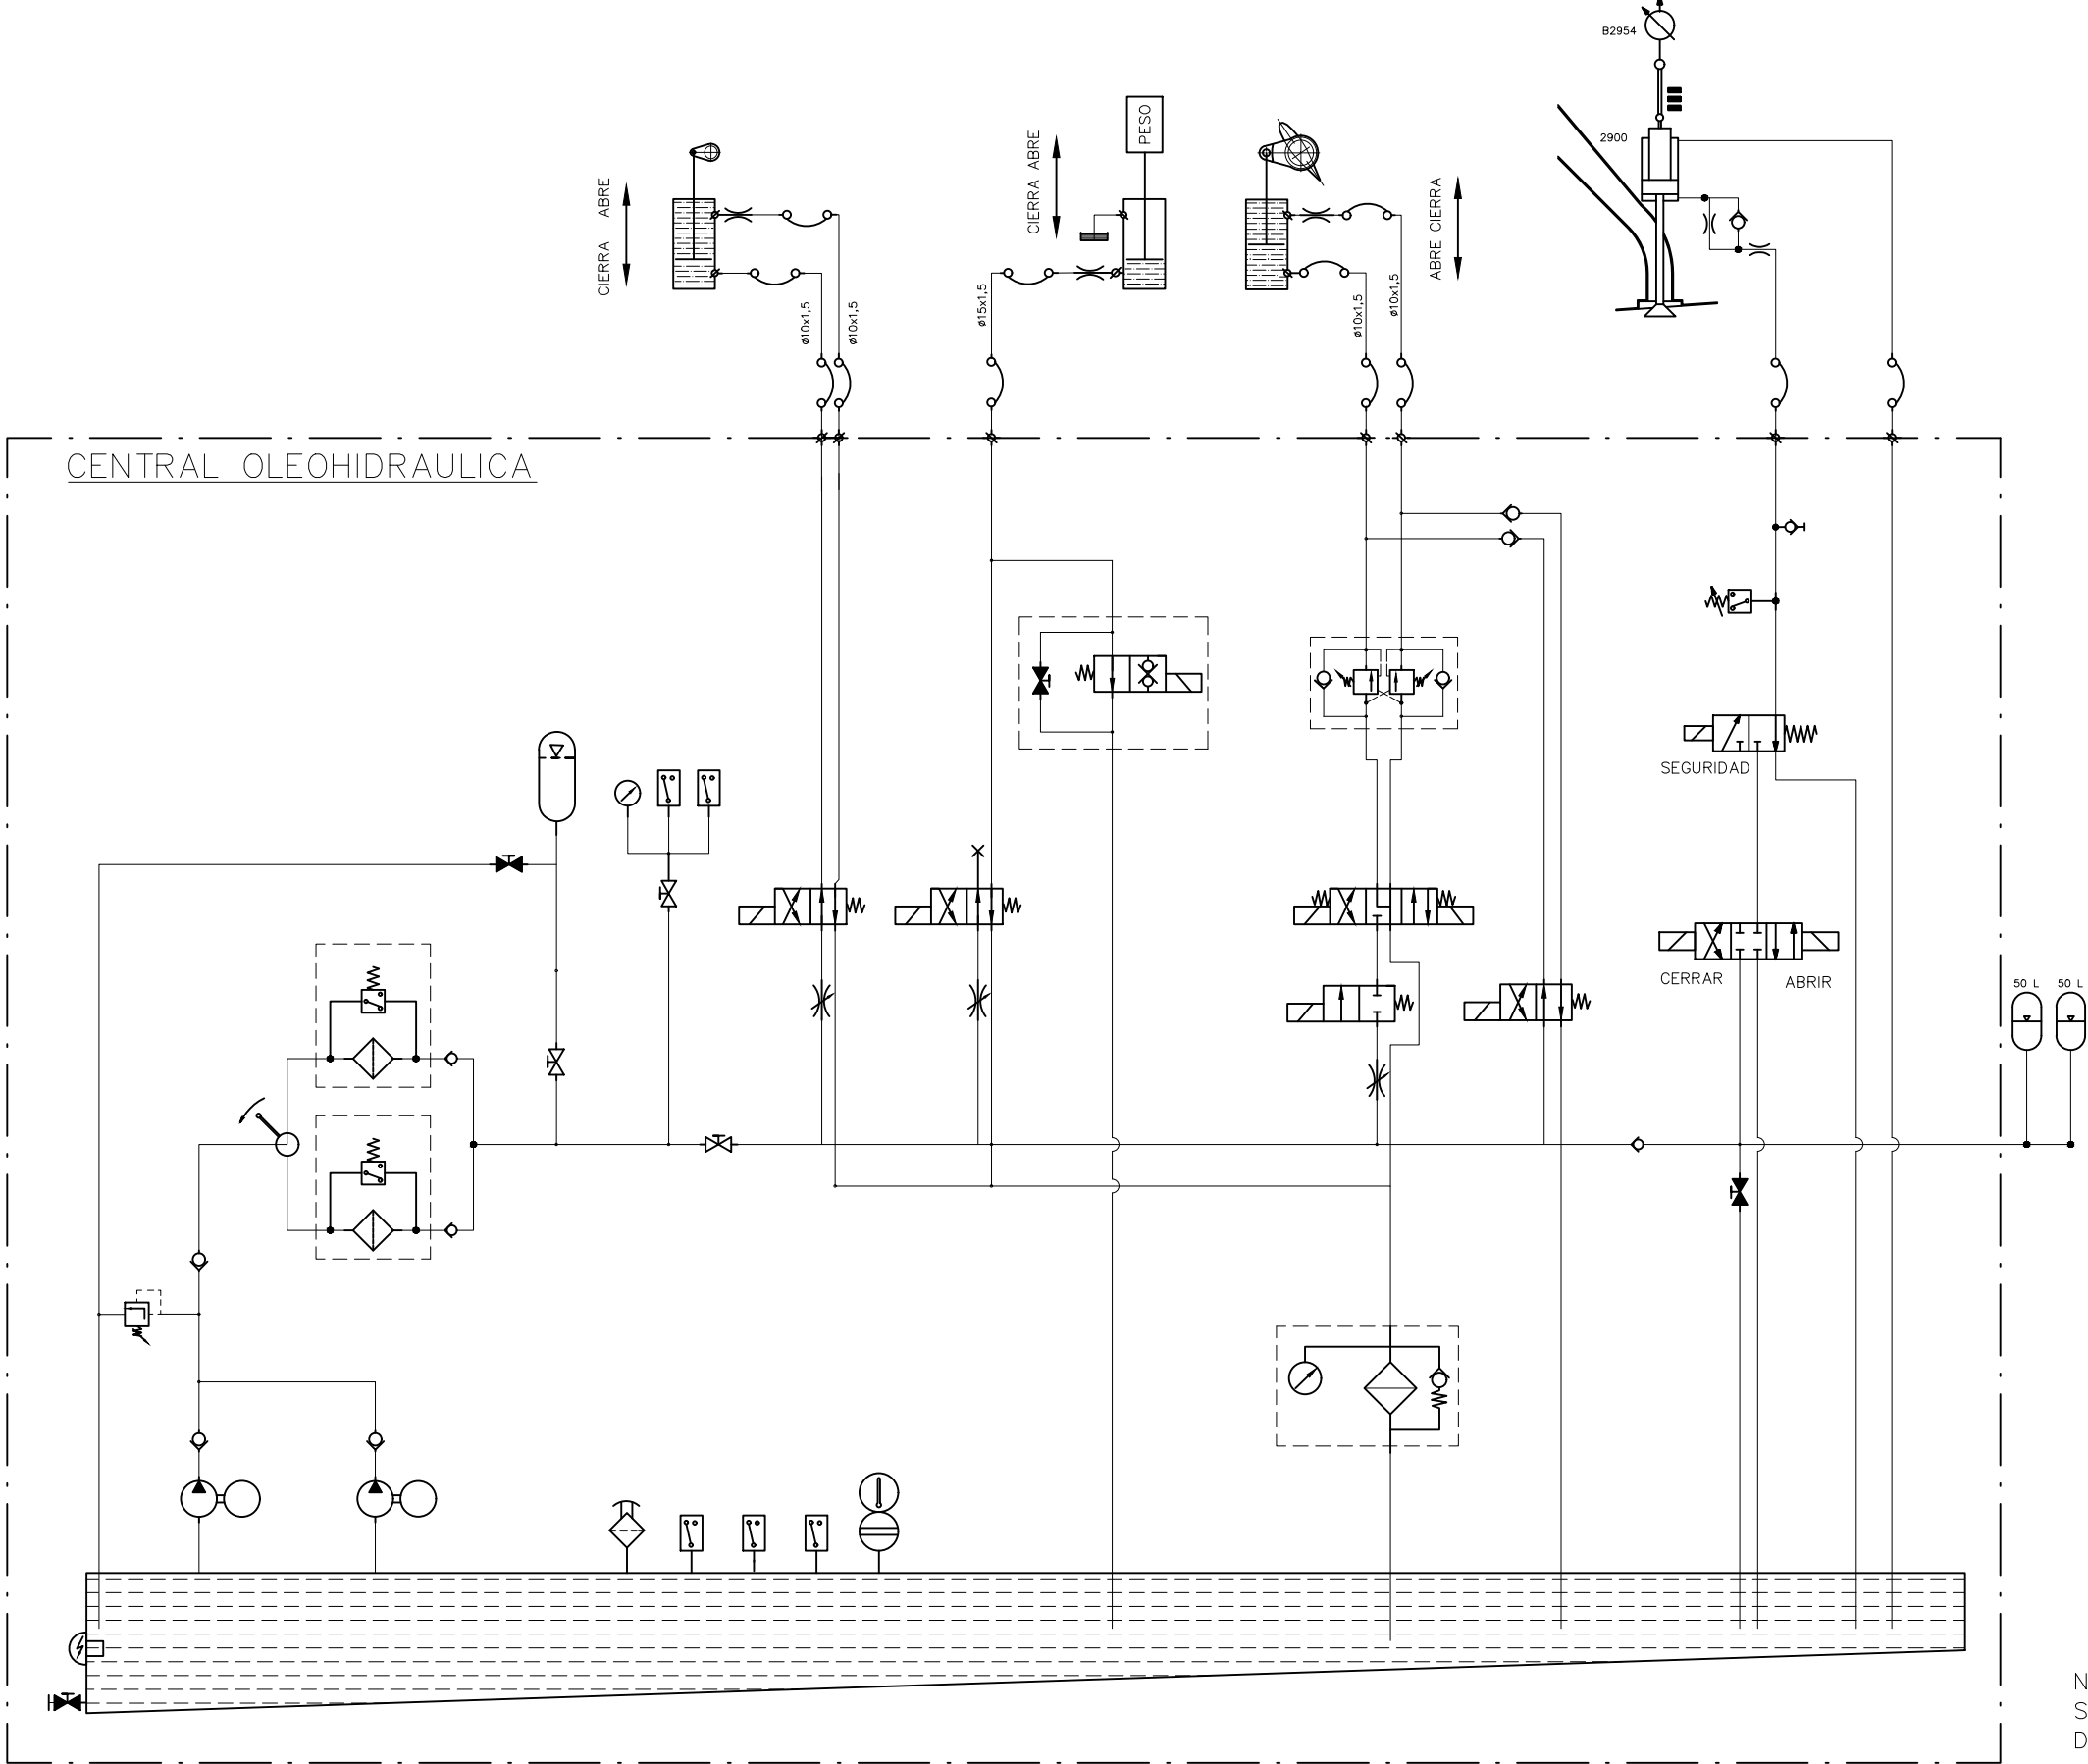 B2954
2900
PESO
CIERRA ABRE
CIERRA ABRE
ABRE CIERRA
ø10x1,5
ø10x1,5
ø15x1,5
ø10x1,5
ø10x1,5
CENTRAL OLEOHIDRAULICA
SEGURIDAD
CERRAR
ABRIR
50 L
50 L
N
S
D